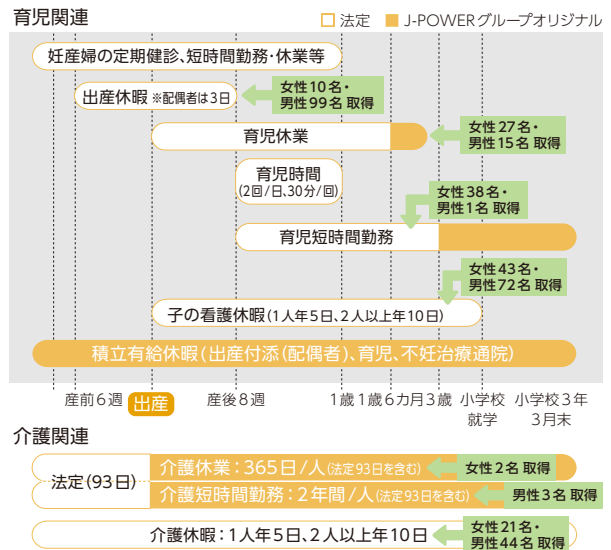 育児関連
法定 J-POWERグループオリジナル
妊産婦の定期健診、短時間勤務・休業等
出産休暇 ※配偶者は3日
女性10名・
男性99名 取得
育児休業
女性27名・
男性15名 取得
育児時間
(2回/日、30分/回)
女性38名・
男性1名 取得
育児短時間勤務
女性43名・
男性72名 取得
子の看護休暇(1人年5日、2人以上年10日)
積立有給休暇(出産付添(配偶者)、育児、不妊治療通院)
産前6週 出産 産後8週 1歳 1歳6カ月 3歳 小学校 小学校3年
就学 3月末
介護関連
法定(93日)
介護休業:365日/人(法定93日を含む)
女性2名 取得
介護短時間勤務:2年間/人(法定93日を含む)
男性3名 取得
介護休暇:1人年5日、2人以上年10日
女性21名・
男性44名 取得